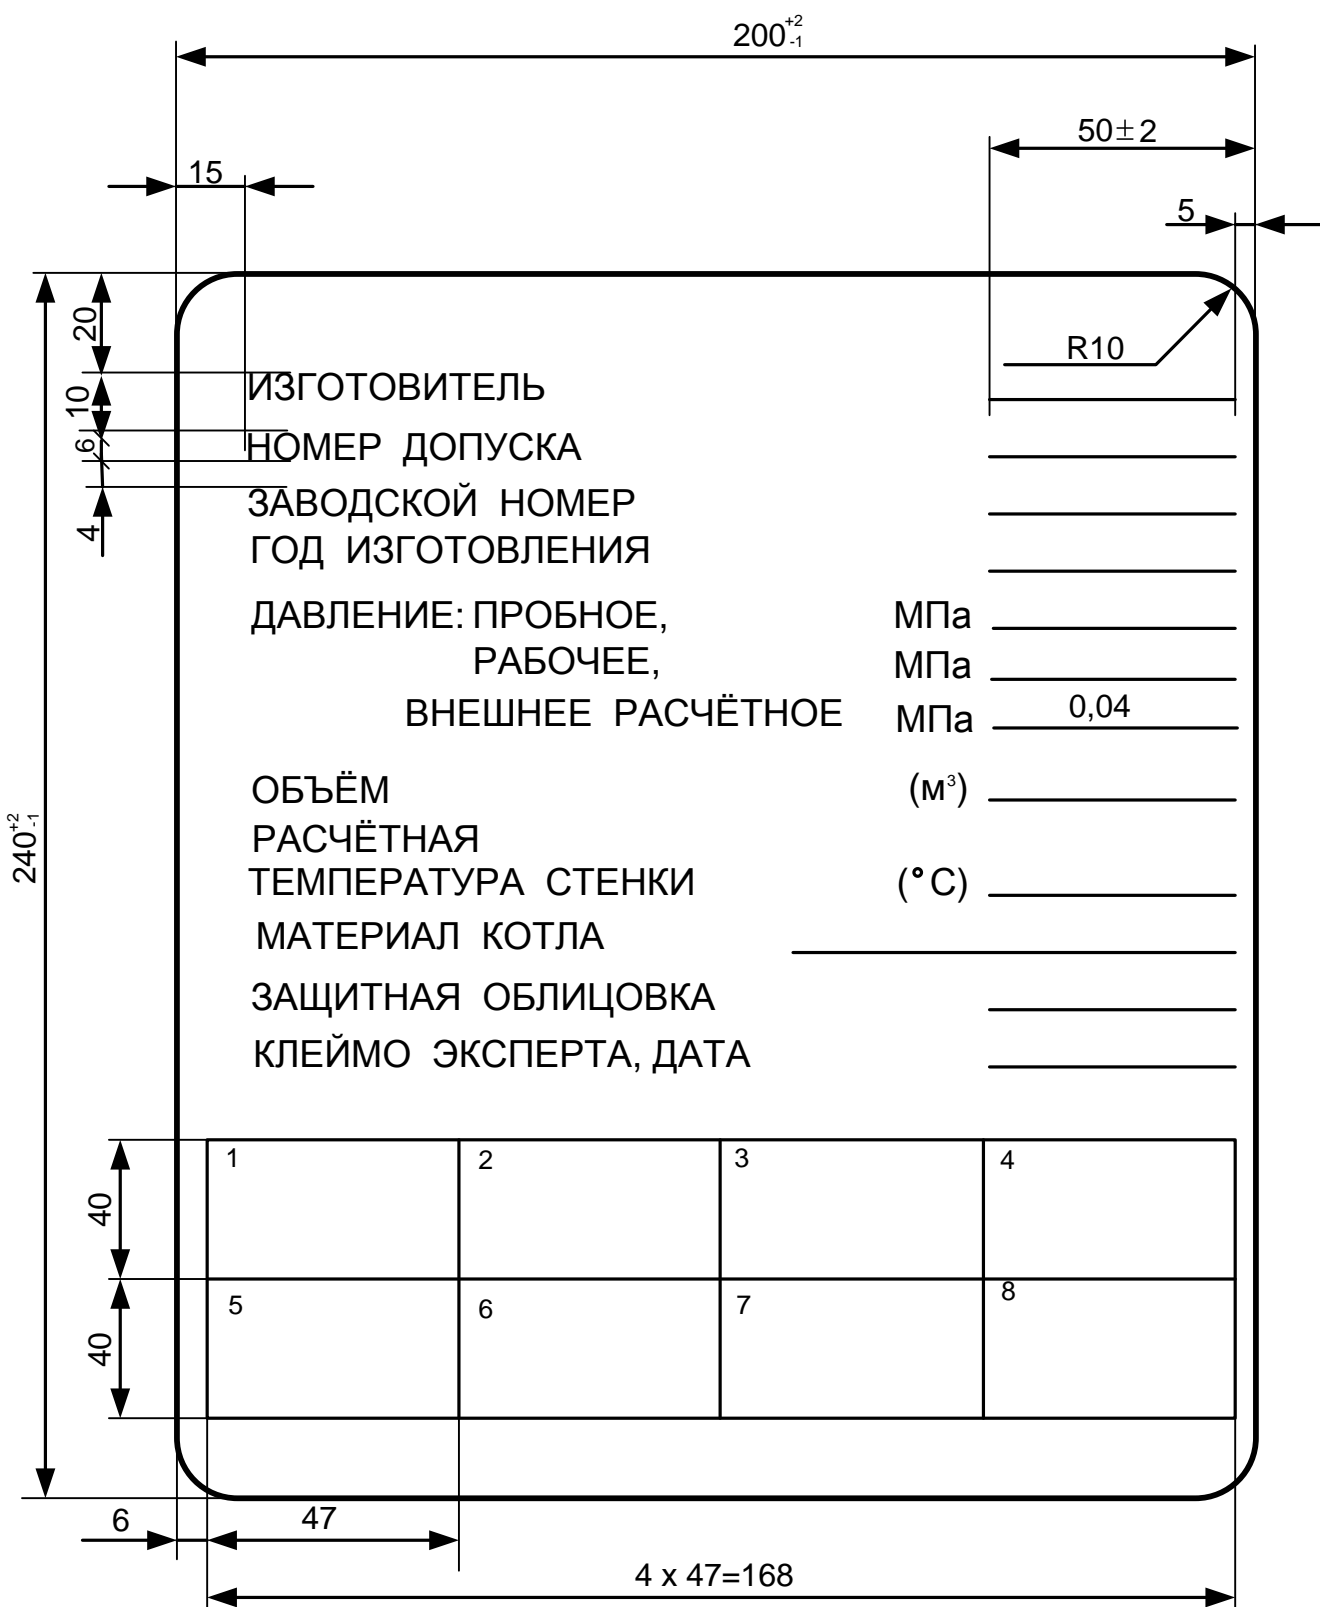 200 +2 -1
50±2
15
5
20
R10
10
ИЗГОТОВИТЕЛЬ
6
НОМЕР ДОПУСКА
4
ЗАВОДСКОЙ НОМЕР
ГОД ИЗГОТОВЛЕНИЯ
ДАВЛЕНИЕ: ПРОБНОЕ, МПа
РАБОЧЕЕ, МПа
ВНЕШНЕЕ РАСЧЁТНОЕ МПа 0,04
240 +2 -1
ОБЪЁМ (м³)
РАСЧЁТНАЯ
ТЕМПЕРАТУРА СТЕНКИ (°C)
МАТЕРИАЛ КОТЛА
ЗАЩИТНАЯ ОБЛИЦОВКА
КЛЕЙМО ЭКСПЕРТА, ДАТА
1 2 3 4
40
5 6 7 8
40
6 47
4 x 47=168